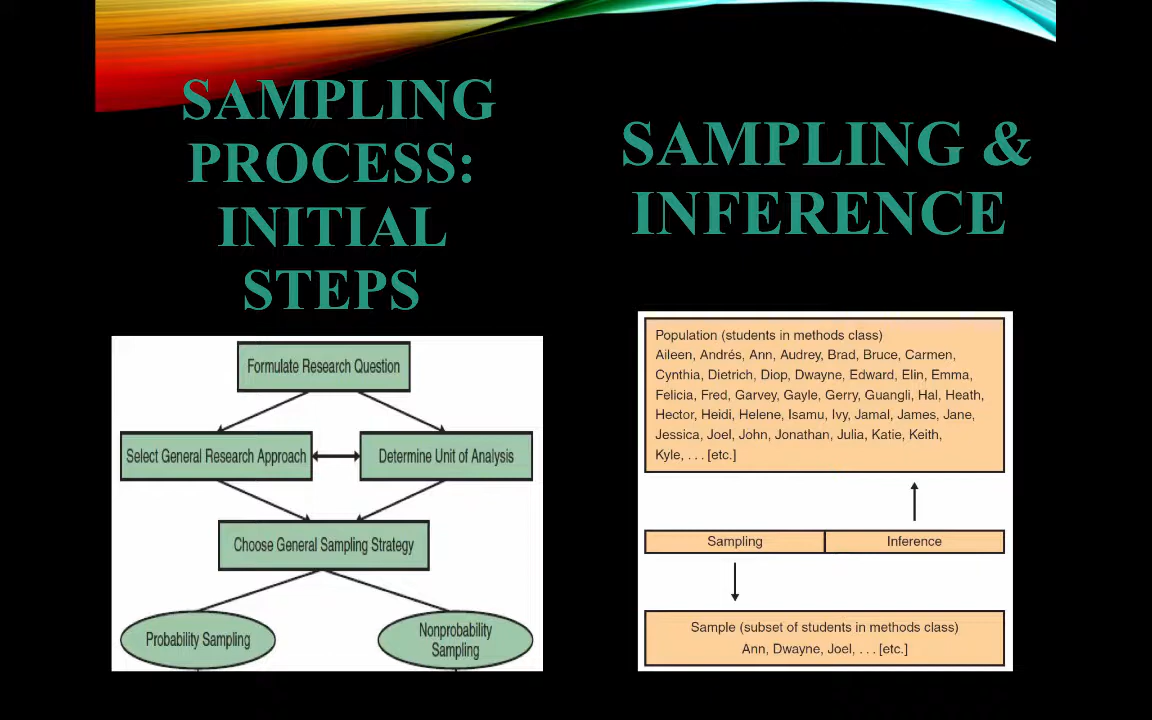 SAMPLING
PROCESS:
INITIAL
STEPS
Formulate Research Question
Select General Research Approach
Determine Unit of Analysis
Choose General Sampling Strategy
Probability Sampling
Nonprobability
Sampling
SAMPLING &
INFERENCE
Population (students in methods class)
Aileen, Andrés, Ann, Audrey, Brad, Bruce, Carmen,
Cynthia, Dietrich, Diop, Dwayne, Edward, Elin, Emma,
Felicia, Fred, Garvey, Gayle, Gerry, Guangli, Hal, Heath,
Hector, Heidi, Helene, Isamu, Ivy, Jamal, James, Jane,
Jessica, Joel, John, Jonathan, Julia, Katie, Keith,
Kyle, . . . [etc.]
Sampling
Inference
Sample (subset of students in methods class)
Ann, Dwayne, Joel, . . . [etc.]